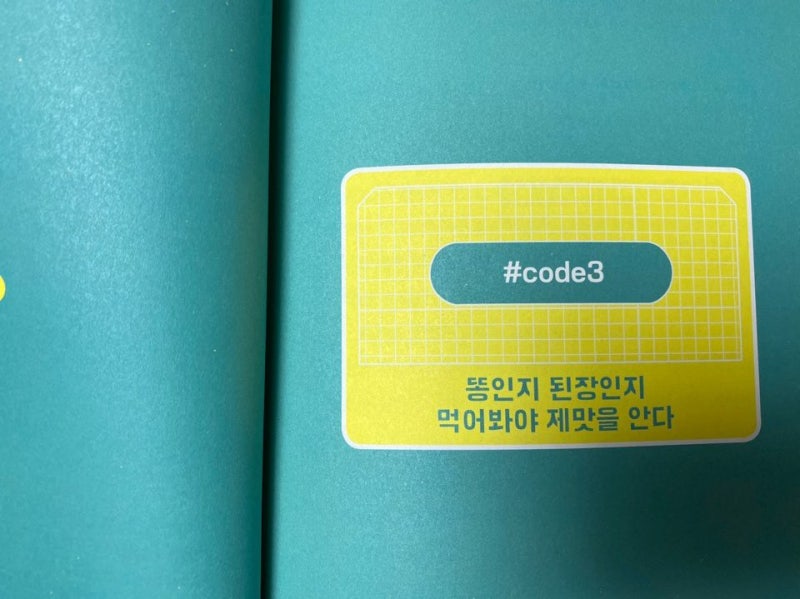 #code3
똥인지 된장인지
먹어봐야 제맛을 안다